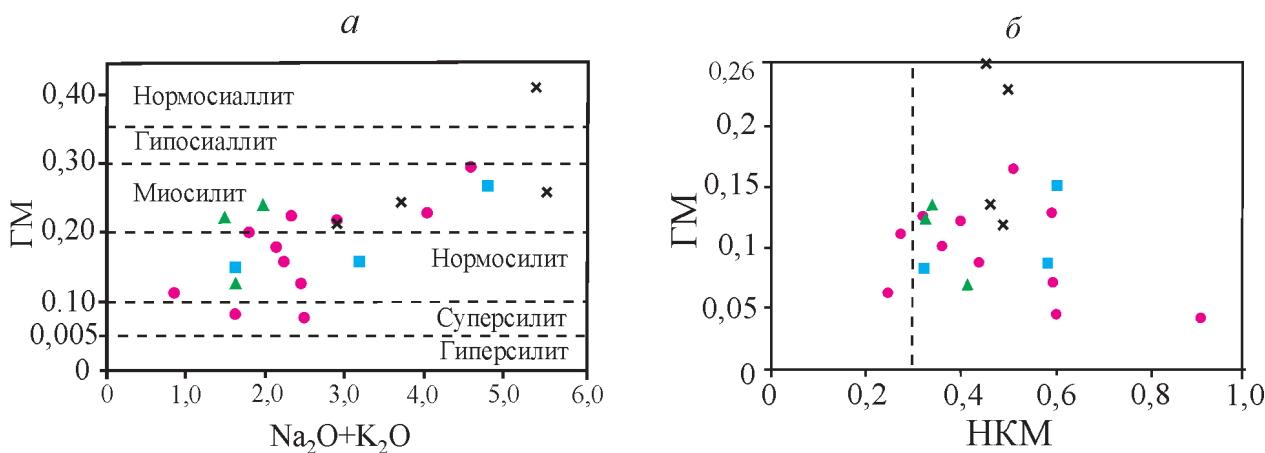 а
ГМ
0,40
0,30
0,20
0.10
0,005
0
Нормосиаллит
Гипосиаллит
Миосилит
Нормосилит
Суперсилит
Гиперсилит
0 1,0 2,0 3,0 4,0 5,0 6,0
Na₂O+K₂O
б
ГМ
0,26
0,2
0,15
0,1
0,05
0
0 0,2 0,4 0,6 0,8 1,0
НКМ